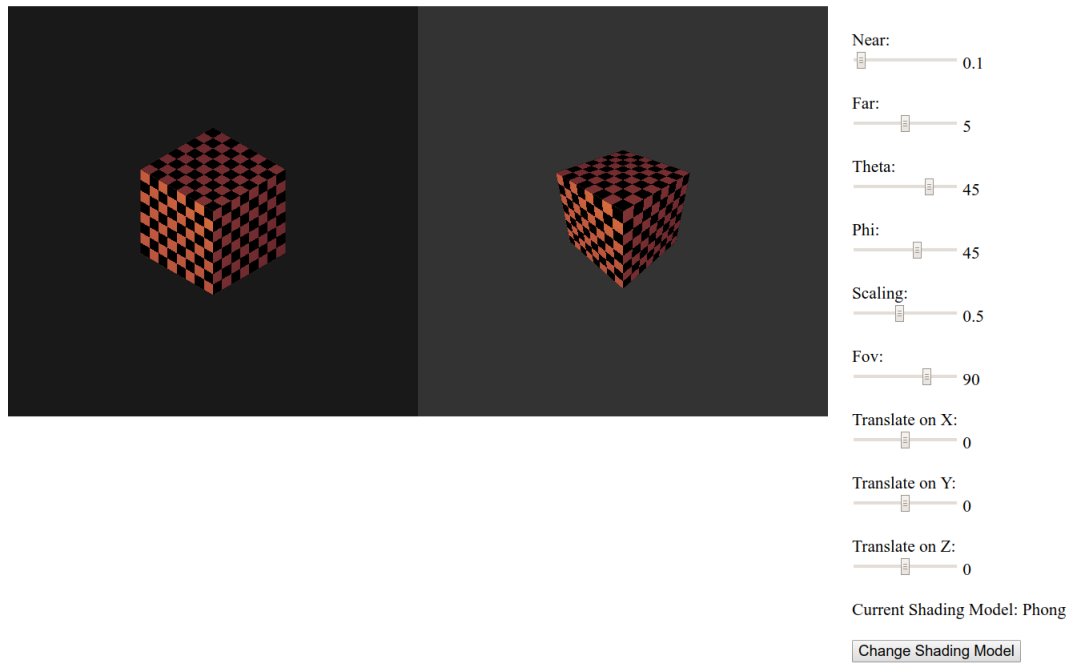 Near:
0.1
Far:
5
Theta:
45
Phi:
45
Scaling:
0.5
Fov:
90
Translate on X:
0
Translate on Y:
0
Translate on Z:
0
Current Shading Model: Phong
Change Shading Model